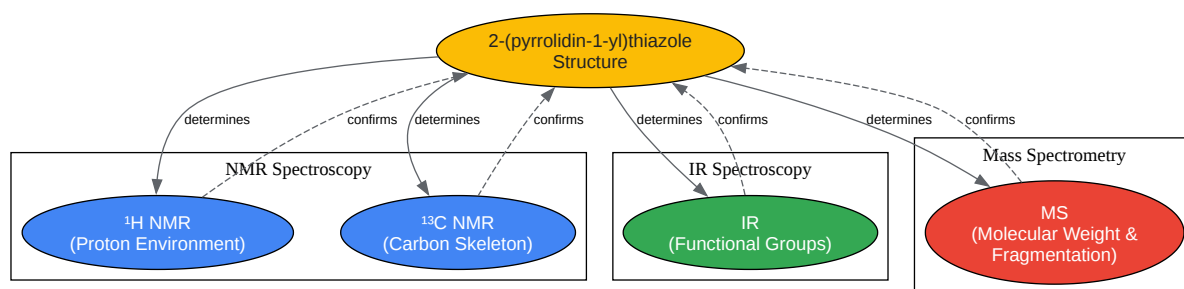 2-(pyrrolidin-1-yl)thiazole
Structure
determines
confirms
determines
confirms
determines
confirms
determines
confirms
NMR Spectroscopy
IR Spectroscopy
Mass Spectrometry
¹H NMR
(Proton Environment)
¹³C NMR
(Carbon Skeleton)
IR
(Functional Groups)
MS
(Molecular Weight &
Fragmentation)